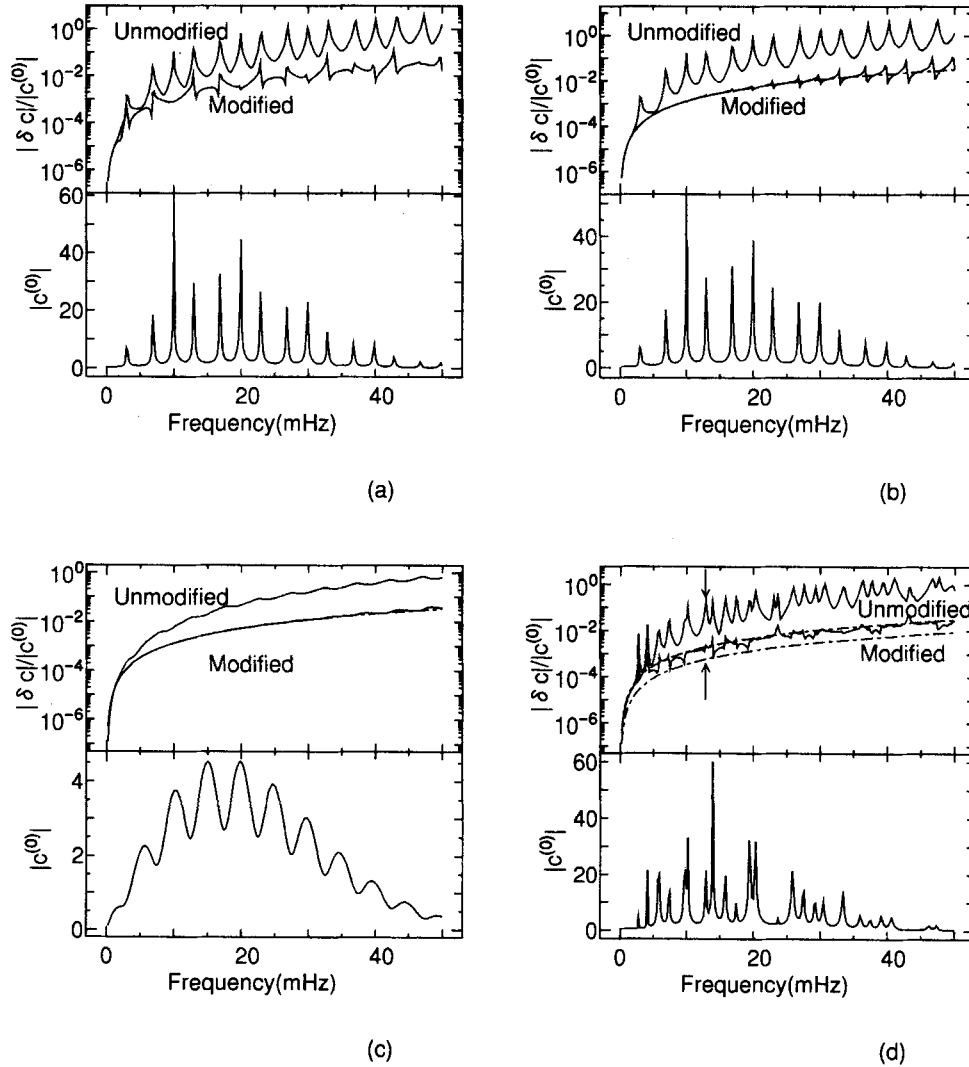 10⁰
Unmodified
10⁻²
Modified
10⁻⁴
10⁻⁶
| δ c|/|c⁽⁰⁾|
60
40
20
0
|c⁽⁰⁾|
0 20 40
Frequency(mHz)
(a)
10⁰
Unmodified
10⁻²
Modified
10⁻⁴
10⁻⁶
| δ c|/|c⁽⁰⁾|
40
20
0
|c⁽⁰⁾|
0 20 40
Frequency(mHz)
(b)
10⁰
Unmodified
10⁻²
Modified
10⁻⁴
10⁻⁶
| δ c|/|c⁽⁰⁾|
4
2
0
|c⁽⁰⁾|
0 20 40
Frequency(mHz)
(c)
10⁰
Unmodified
10⁻²
Modified
10⁻⁴
10⁻⁶
| δ c|/|c⁽⁰⁾|
60
40
20
0
|c⁽⁰⁾|
0 20 40
Frequency(mHz)
(d)